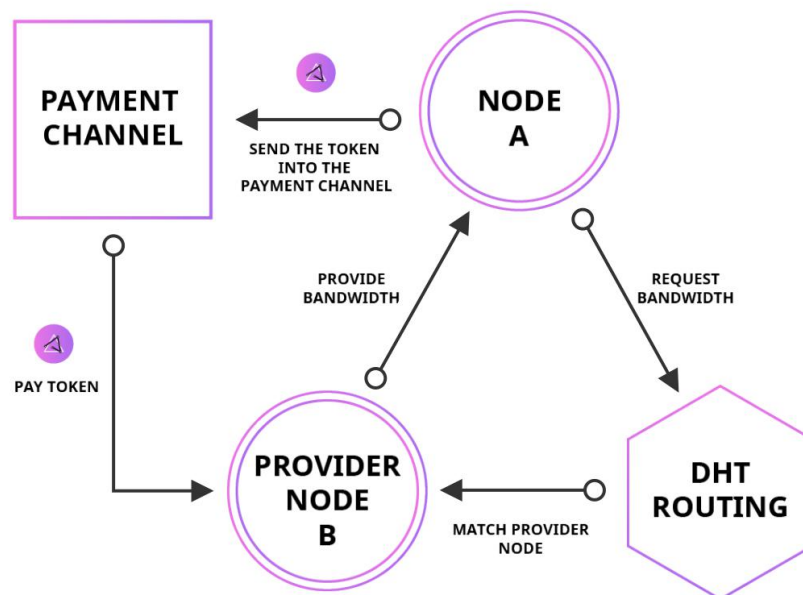 PAYMENT
CHANNEL
SEND THE TOKEN
INTO THE
PAYMENT CHANNEL
NODE
A
PROVIDE
BANDWIDTH
REQUEST
BANDWIDTH
PAY TOKEN
PROVIDER
NODE
B
MATCH PROVIDER
NODE
DHT
ROUTING